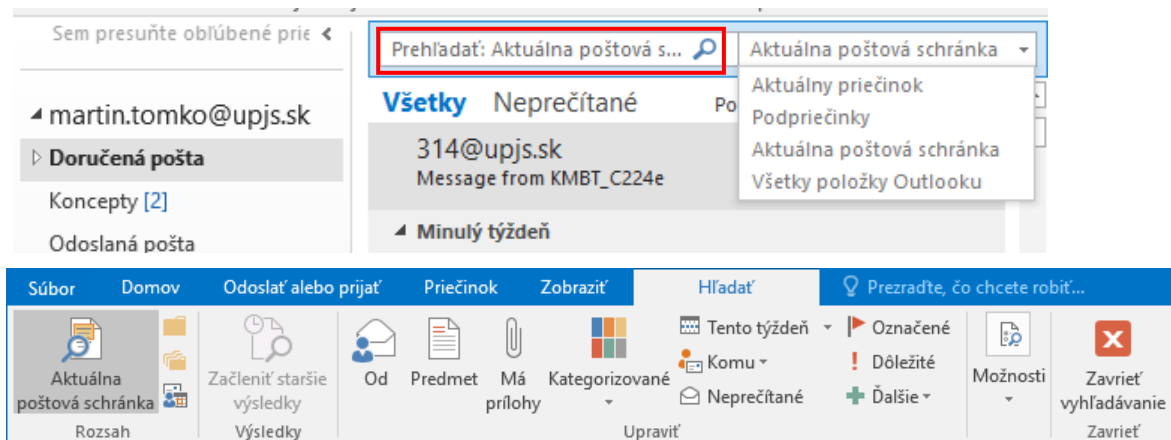 Sem presuňte obľúbené prie
Prehľadať: Aktuálna poštová s...
Aktuálna poštová schránka
Aktuálny priečinok
Podpriečinky
Aktuálna poštová schránka
Všetky položky Outlooku
martin.tomko@upjs.sk
Doručená pošta
Koncepty [2]
Odoslaná pošta
Všetky Neprečítané Po
314@upjs.sk
Message from KMBT_C224e
Minulý týždeň
Súbor Domov Odoslať alebo prijať Priečinok Zobraziť Hľadať Prezraďte, čo chcete robiť...
Aktuálna
poštová schránka
Rozsah
Začleniť staršie
výsledky
Výsledky
Od
Predmet
Má
prílohy
Kategorizované
Tento týždeň
Komu
Neprečítané
Označené
Dôležité
Ďalšie
Upraviť
Možnosti
Zavrieť
vyhľadávanie
Zavrieť